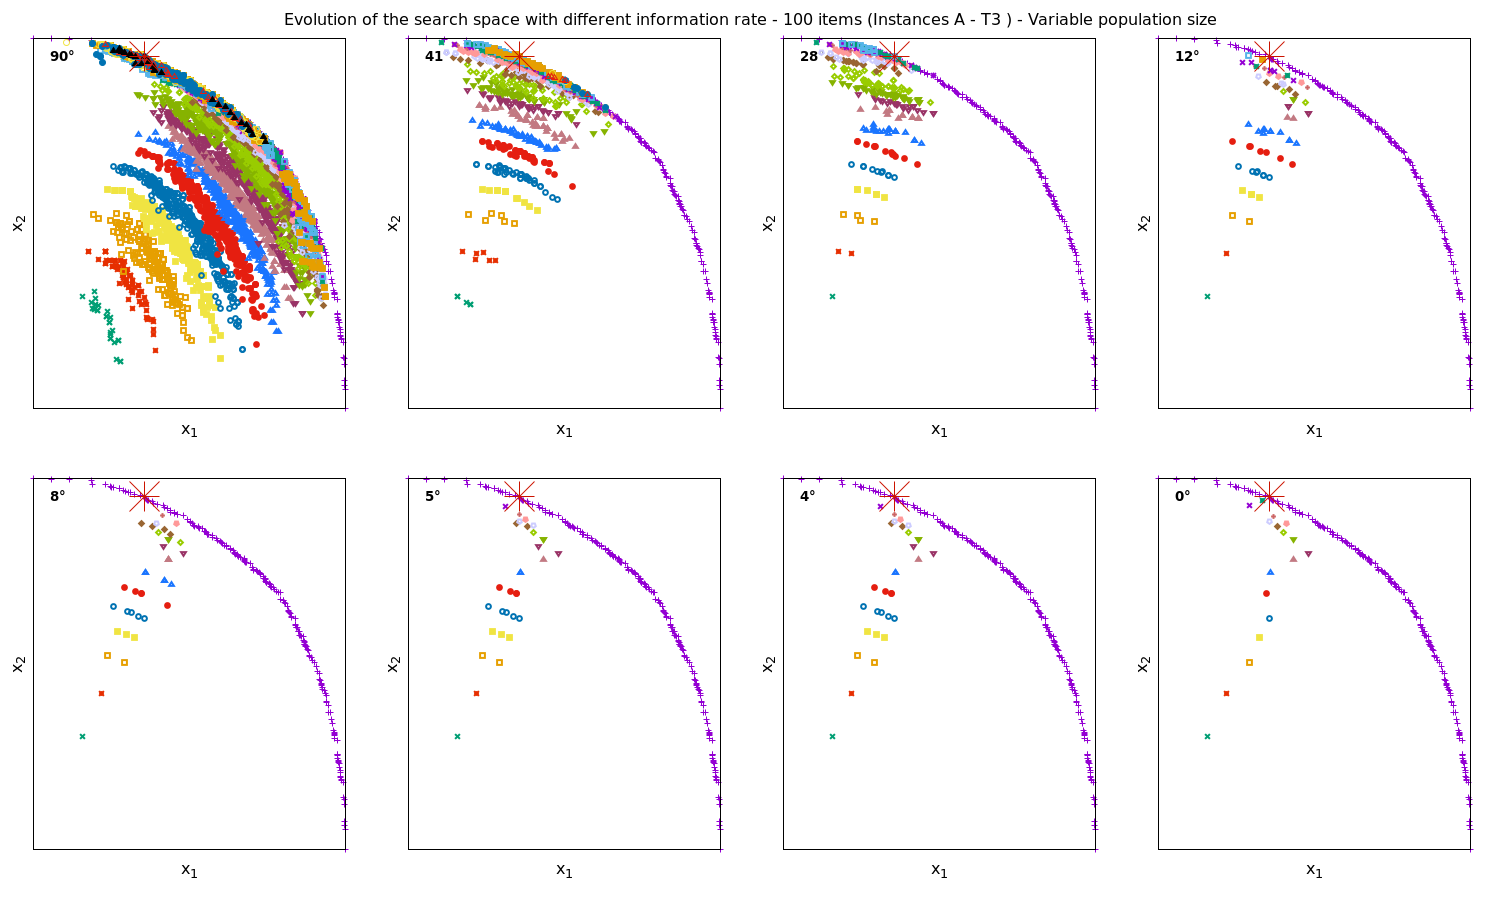 Evolution of the search space with different information rate - 100 items (Instances A - T3 ) - Variable population size
90°
41
28
12°
x2
x2
x2
x2
x1
x1
x1
x1
8°
5°
4°
0°
x2
x2
x2
x2
x1
x1
x1
x1